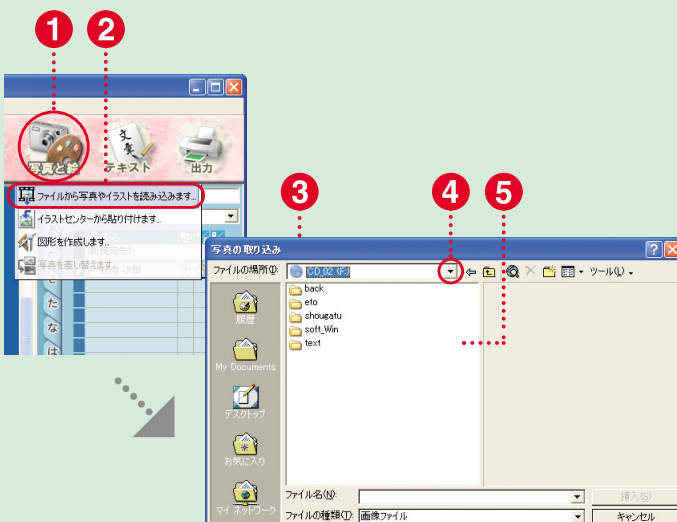 1 2
写真と絵 テキスト 出力
ファイルから写真やイラストを読み込みます...
イラストセンターから貼り付けます...
図形を作成します...
写真を差し替えます...
た
な
は
3 4 5
写真の取り込み
ファイルの場所(I): CD_02 (F:) ツール(L)
back
eto
shougatu
soft_Win
text
履歴
My Documents
デスクトップ
お気に入り
マイ ネットワーク
ファイル名(N): 挿入(S)
ファイルの種類(T): 画像ファイル キャンセル